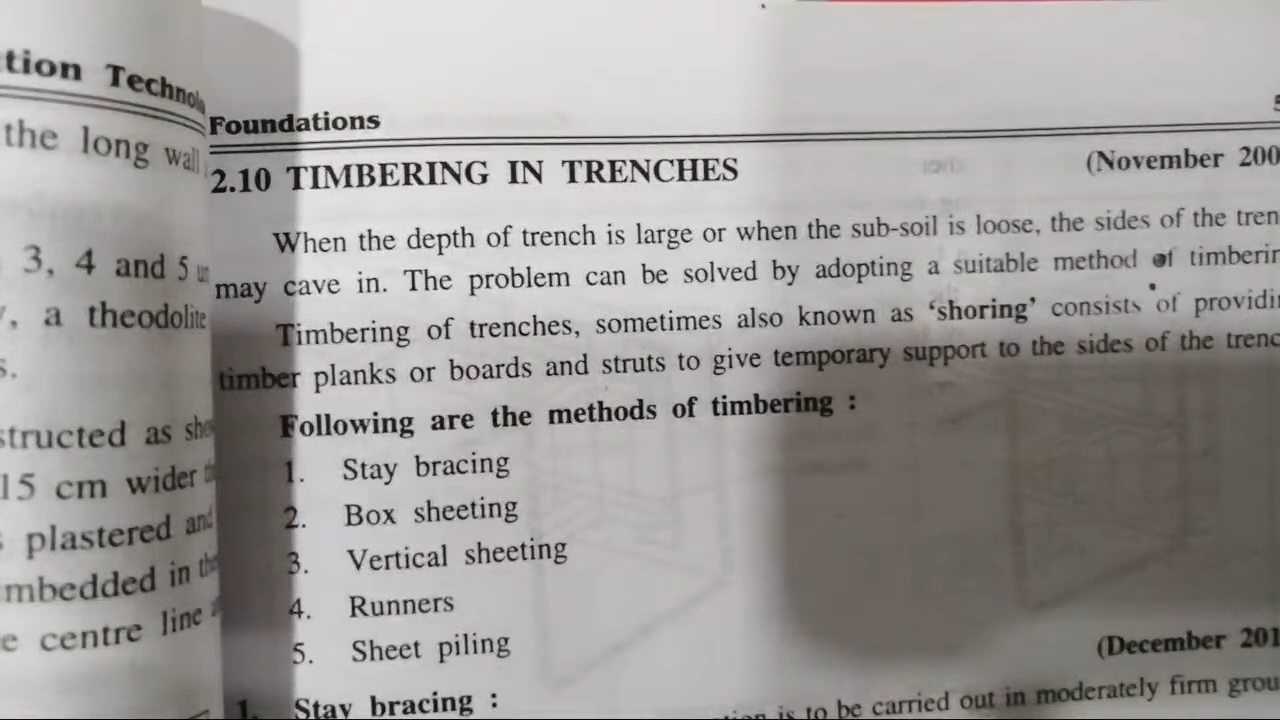 tion Technolo
the long wall
3, 4 and 5
, a theodolite
s.
structed as
15 cm wider
plastered and
mbedded in the
e centre line
Foundations
2.10 TIMBERING IN TRENCHES (November 200
When the depth of trench is large or when the sub-soil is loose, the sides of the tren
may cave in. The problem can be solved by adopting a suitable method of timberin
Timbering of trenches, sometimes also known as ‘shoring’ consists of providi
timber planks or boards and struts to give temporary support to the sides of the trenc
Following are the methods of timbering :
1. Stay bracing
2. Box sheeting
3. Vertical sheeting
4. Runners
5. Sheet piling
(December 201
1. Stay bracing :
is to be carried out in moderately firm grou